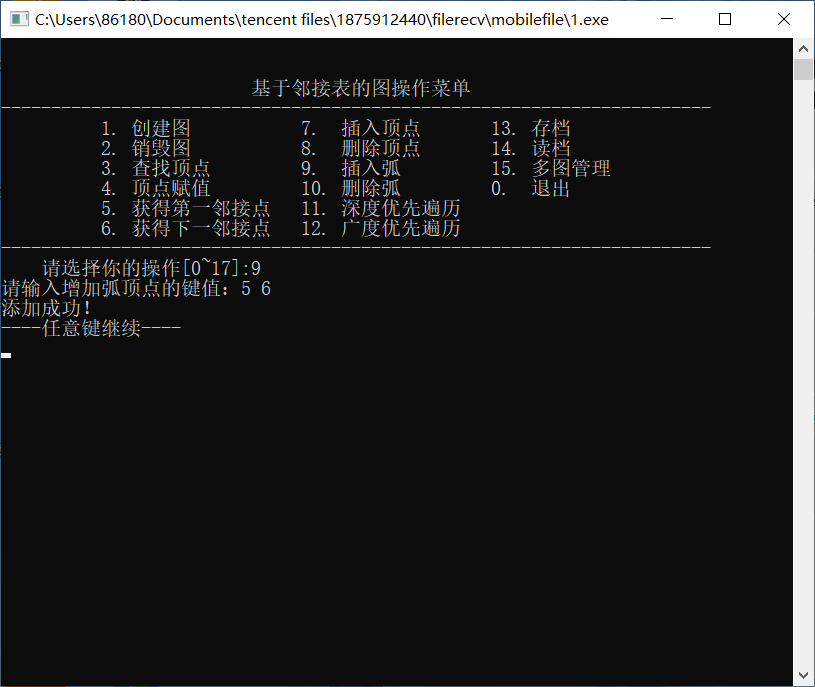 C:\Users\86180\Documents\tencent files\1875912440\filerecv\mobilefile\1.exe
基于邻接表的图操作菜单
-----------------------------------------------------------------------
1. 创建图 7. 插入顶点 13. 存档
2. 销毁图 8. 删除顶点 14. 读档
3. 查找顶点 9. 插入弧 15. 多图管理
4. 顶点赋值 10. 删除弧 0. 退出
5. 获得第一邻接点 11. 深度优先遍历
6. 获得下一邻接点 12. 广度优先遍历
-----------------------------------------------------------------------
请选择你的操作[0~17]:9
请输入增加弧顶点的键值：5 6
添加成功！
----任意键继续----